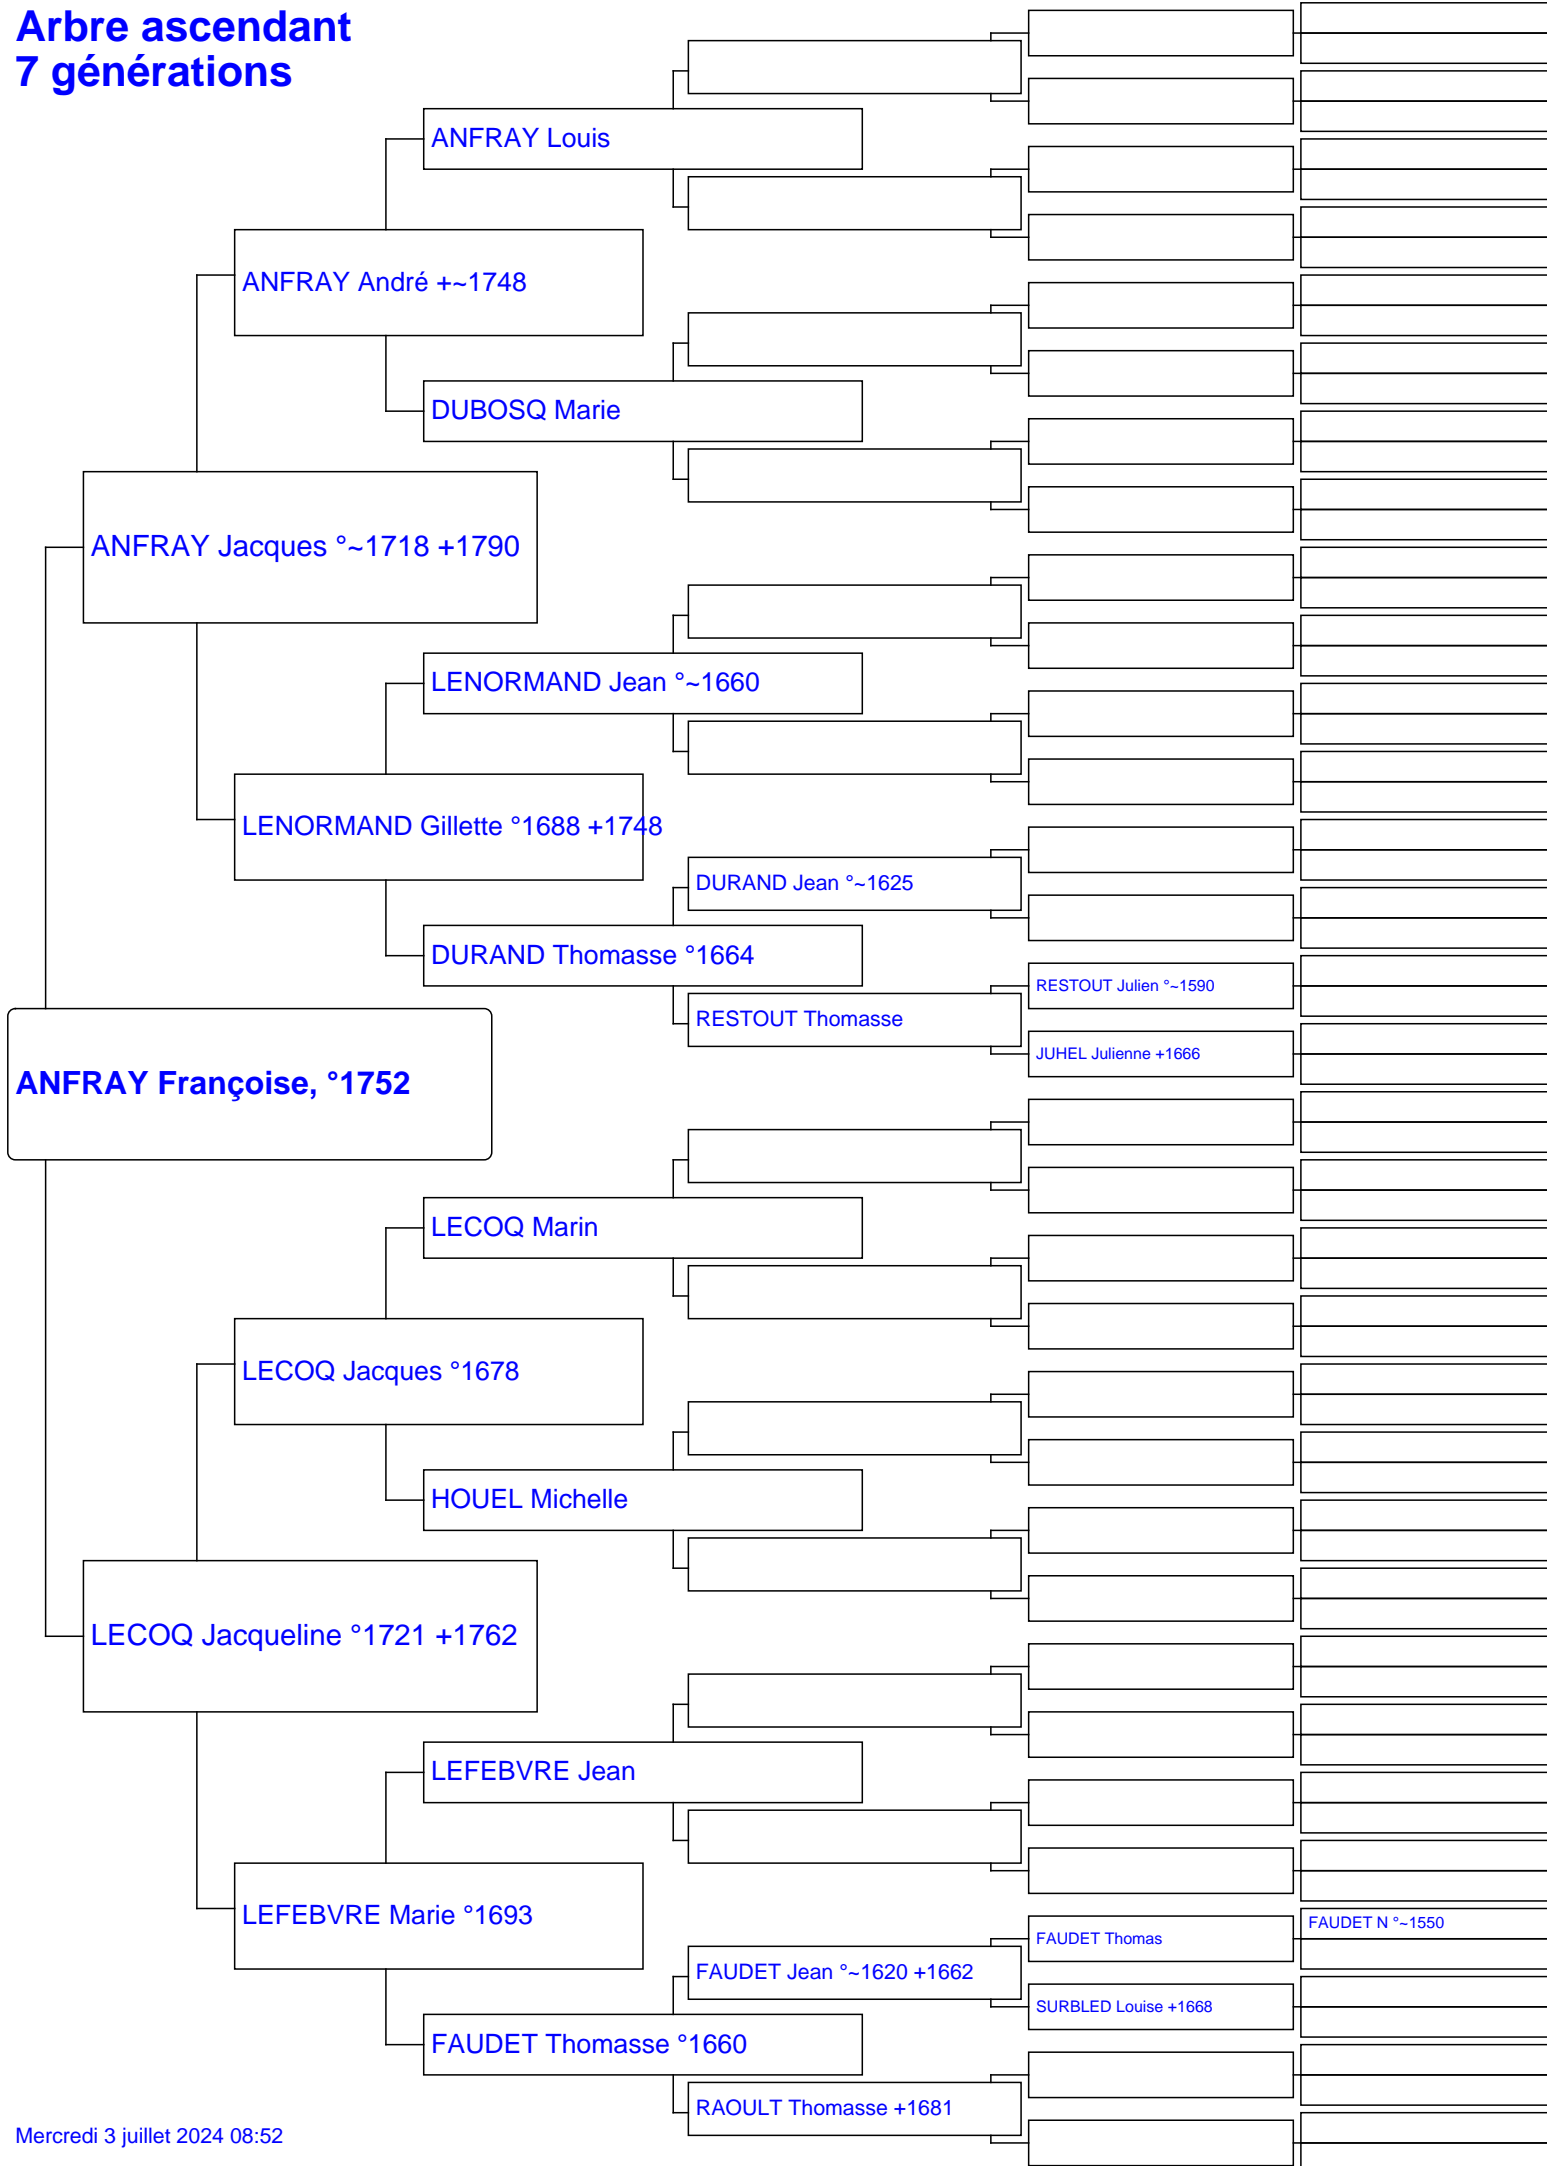 Arbre ascendant
7 générations
ANFRAY Louis
ANFRAY André +~1748
DUBOSQ Marie
ANFRAY Jacques °~1718 +1790
LENORMAND Jean °~1660
LENORMAND Gillette °1688 +1748
DURAND Jean °~1625
DURAND Thomasse °1664
RESTOUT Julien °~1590
RESTOUT Thomasse
JUHEL Julienne +1666
ANFRAY Françoise, °1752
LECOQ Marin
LECOQ Jacques °1678
HOUEL Michelle
LECOQ Jacqueline °1721 +1762
LEFEBVRE Jean
LEFEBVRE Marie °1693
FAUDET N °~1550
FAUDET Thomas
FAUDET Jean °~1620 +1662
SURBLED Louise +1668
FAUDET Thomasse °1660
RAOULT Thomasse +1681
Mercredi 3 juillet 2024 08:52